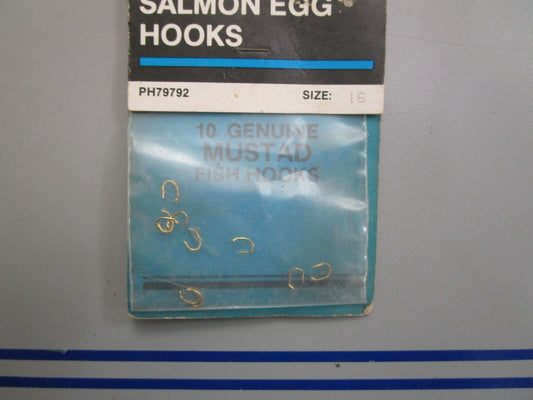 SALMON EGG
HOOKS
PH79792 SIZE: 16
10 GENUINE
MUSTAD
FISH HOOKS